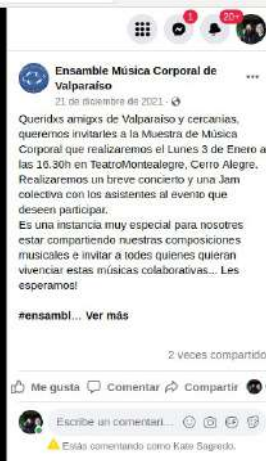 1
20+
Ensamble Música Corporal de
Valparaíso
21 de diciembre de 2021 ·
Queridxs amigxs de Valparaíso y cercanias,
queremos invitarles a la Muestra de Música
Corporal que realizaremos el Lunes 3 de Enero a
las 16.30h en TeatroMontealegre, Cerro Alegre.
Realizaremos un breve concierto y una Jam
colectiva con los asistentes al evento que
deseen participar.
Es una instancia muy especial para nosotres
estar compartiendo nuestras composiciones
musicales e invitar a todes quienes quieran
vivenciar estas músicas colaborativas... Les
esperamos!
#ensambl... Ver más
2 veces compartido
Me gusta Comentar Compartir
Escribe un comentari...
Estás comentando como Kate Sagredo.